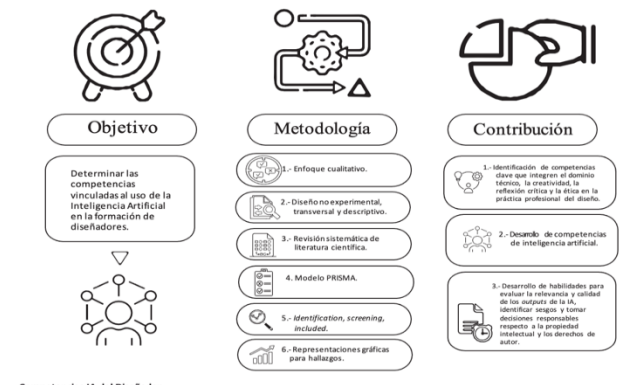 Objetivo
Metodología
Contribución
Determinar las
competencias
vinculadas al uso de la
Inteligencia Artificial
en la formación de
diseñadores.
1.- Enfoque cualitativo.
2.-Diseño no experimental,
transversal y descriptivo.
3.- Revisión sistemática de
literatura científica.
4. Modelo PRISMA.
5.- Identification, screening,
included.
6.- Representaciones gráficas
para hallazgos.
1.- Identificación de competencias
clave que integren el dominio
técnico, la creatividad, la
reflexión crítica y la ética en la
práctica profesional del diseño.
2.- Desarrollo de competencias
de inteligencia artificial.
3.- Desarrollo de habilidades para
evaluar la relevancia y calidad
de los outputs de la IA,
identificar sesgos y tomar
decisiones responsables
respecto a la propiedad
intelectual y los derechos de
autor.